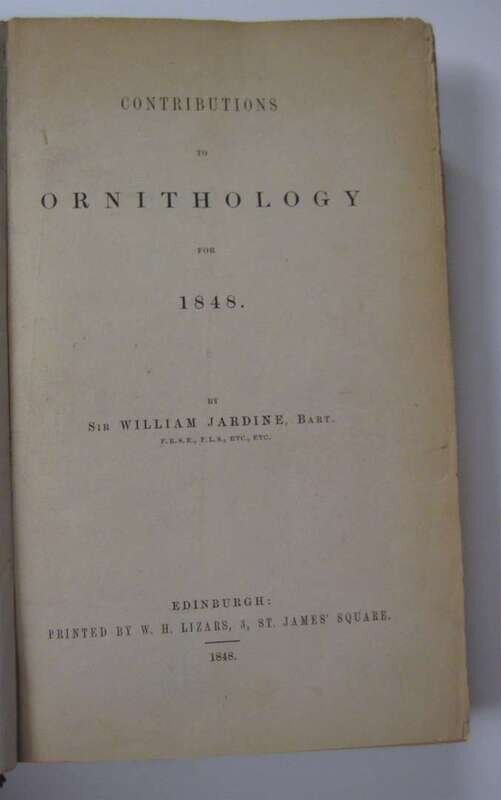 CONTRIBUTIONS
TO
ORNITHOLOGY
FOR
1848.
BY
SIR WILLIAM JARDINE, BART.
F.R.S.E., F.L.S., ETC., ETC.
EDINBURGH:
PRINTED BY W. H. LIZARS, 3, ST. JAMES' SQUARE.
1848.